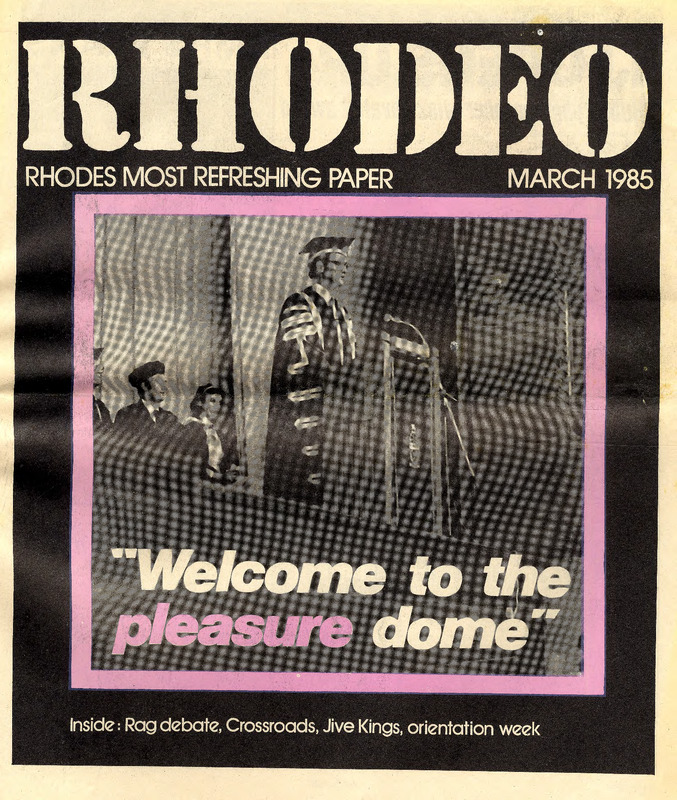 RHODEO
RHODES MOST REFRESHING PAPER
MARCH 1985
"Welcome to the
pleasure dome"
Inside: Rag debate, Crossroads, Jive Kings, orientation week